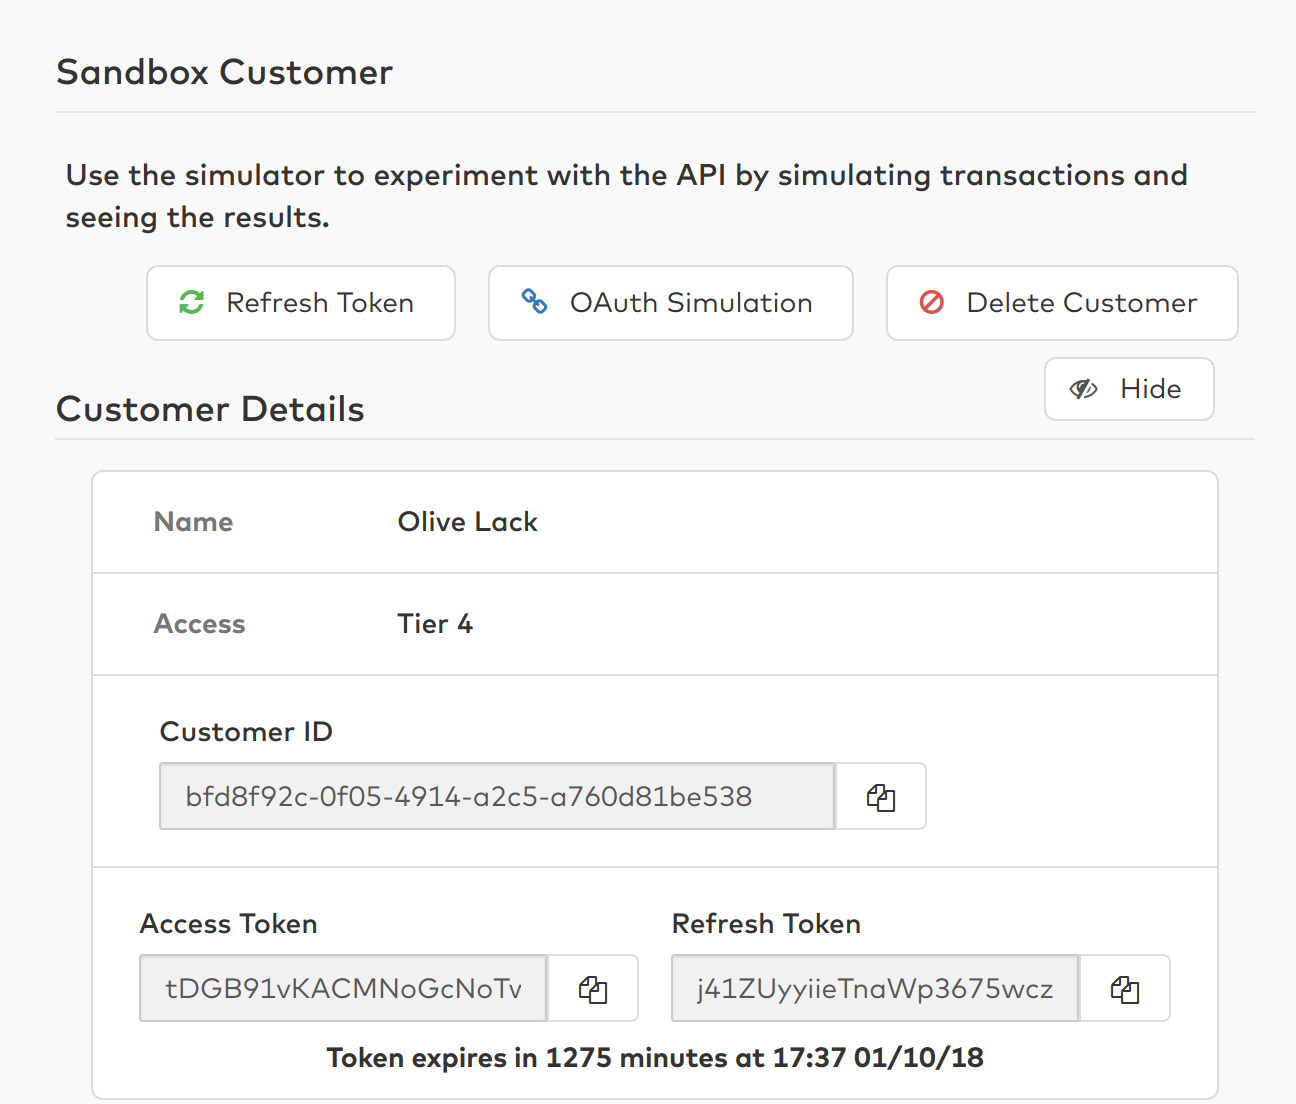 Sandbox Customer
Use the simulator to experiment with the API by simulating transactions and
seeing the results.
Refresh Token OAuth Simulation Delete Customer
Hide
Customer Details
Name Olive Lack
Access Tier 4
Customer ID
bfd8f92c-0f05-4914-a2c5-a760d81be538
Access Token Refresh Token
tDGB91vKACMNoGcNoTv j41ZUyyiieTnaWp3675wcz
Token expires in 1275 minutes at 17:37 01/10/18